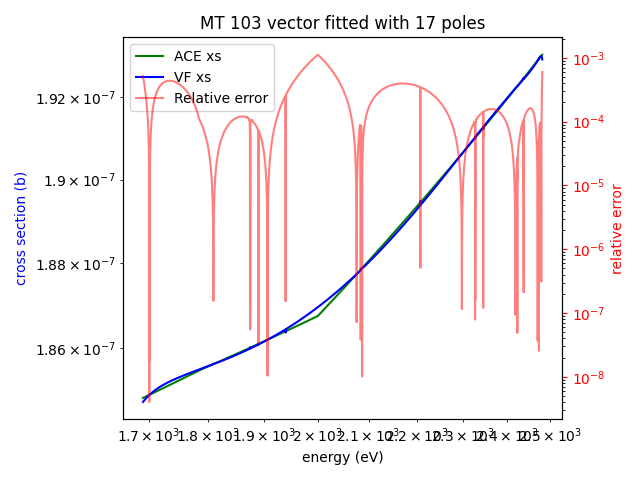 MT 103 vector fitted with 17 poles
ACE xs
VF xs
Relative error
cross section (b)
1.92 × 10⁻⁷
1.9 × 10⁻⁷
1.88 × 10⁻⁷
1.86 × 10⁻⁷
10⁻³
10⁻⁴
10⁻⁵
10⁻⁶
10⁻⁷
10⁻⁸
relative error
1.7 × 10³ 1.8 × 10³ 1.9 × 10³ 2 × 10³ 2.1 × 10³ 2.2 × 10³ 2.3 × 10³ 2.4 × 10³ 2.5 × 10³
energy (eV)